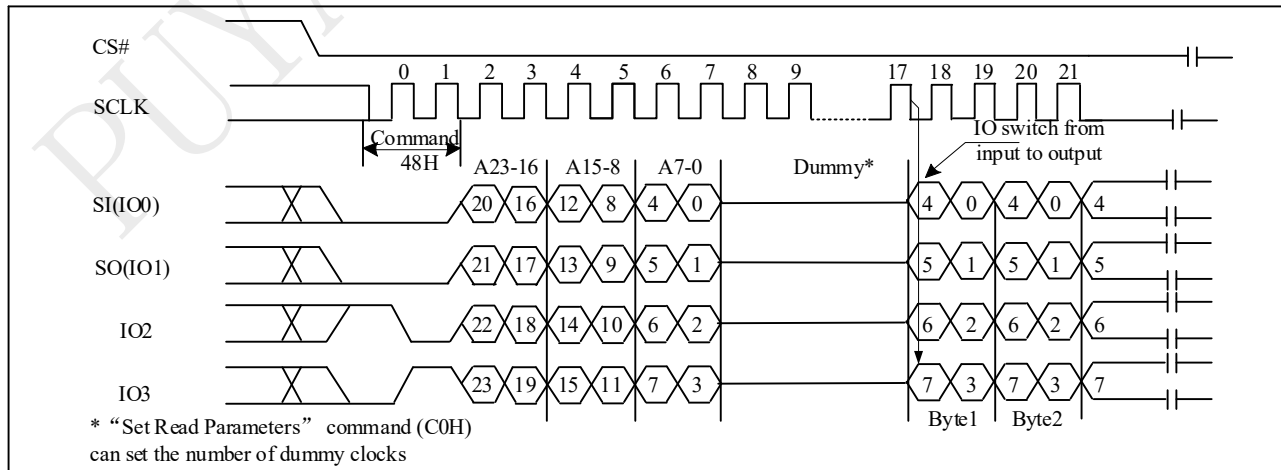 PUYA
CS#
0 1 2 3 4 5 6 7 8 9 17 18 19 20 21
SCLK
Command
48H
IO switch from
input to output
A23-16 A15-8 A7-0 Dummy*
SI(IO0) 20 16 12 8 4 0 4 0 4 0 4
SO(IO1) 21 17 13 9 5 1 5 1 5 1 5
IO2 22 18 14 10 6 2 6 2 6 2 6
IO3 23 19 15 11 7 3 7 3 7 3 7
Byte1 Byte2
* “Set Read Parameters” command (C0H)
can set the number of dummy clocks